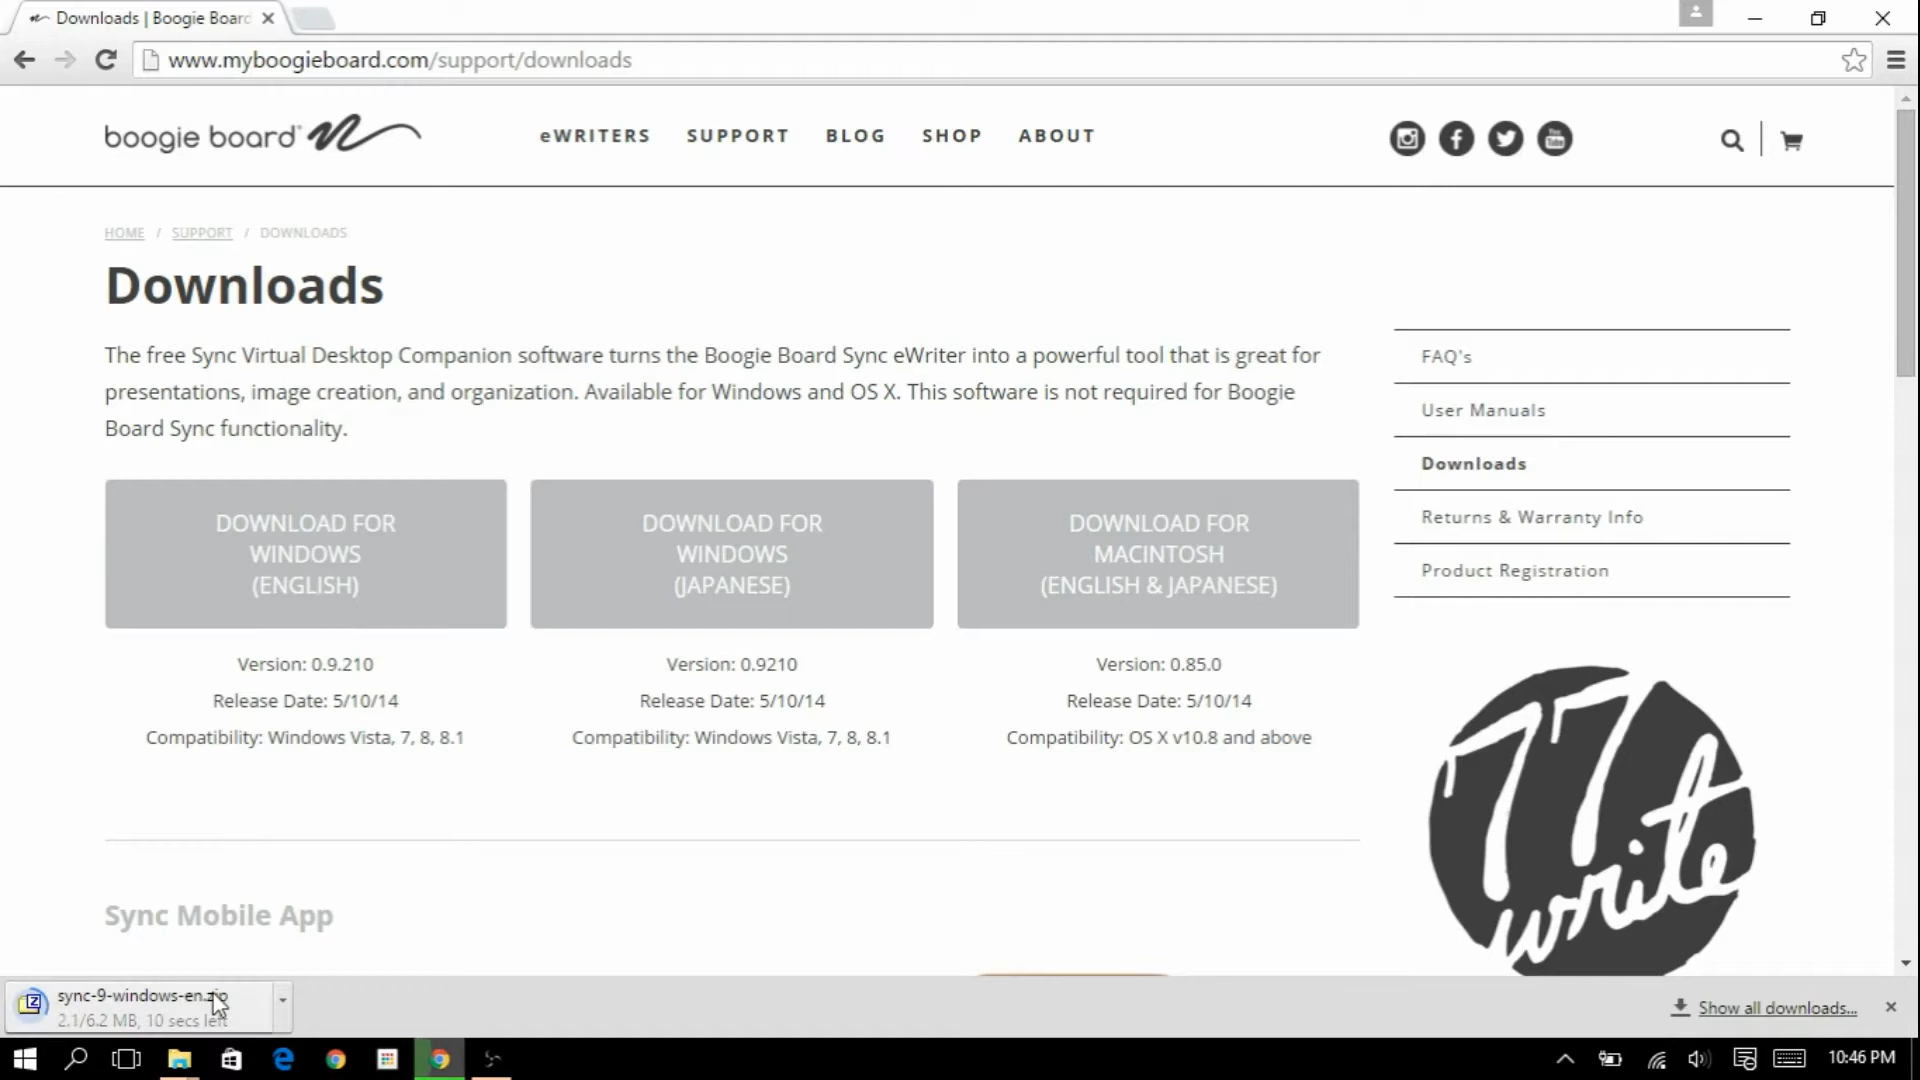 Downloads | Boogie Board
www.myboogieboard.com/support/downloads
boogie board
eWRITERS SUPPORT BLOG SHOP ABOUT
You Tube
HOME / SUPPORT / DOWNLOADS
Downloads
The free Sync Virtual Desktop Companion software turns the Boogie Board Sync eWriter into a powerful tool that is great for
presentations, image creation, and organization. Available for Windows and OS X. This software is not required for Boogie
Board Sync functionality.
FAQ's
User Manuals
Downloads
Returns & Warranty Info
Product Registration
DOWNLOAD FOR
WINDOWS
(ENGLISH)
Version: 0.9.210
Release Date: 5/10/14
Compatibility: Windows Vista, 7, 8, 8.1
DOWNLOAD FOR
WINDOWS
(JAPANESE)
Version: 0.9210
Release Date: 5/10/14
Compatibility: Windows Vista, 7, 8, 8.1
DOWNLOAD FOR
MACINTOSH
(ENGLISH & JAPANESE)
Version: 0.85.0
Release Date: 5/10/14
Compatibility: OS X v10.8 and above
77
write
Sync Mobile App
sync-9-windows-en.zip
2.1/6.2 MB, 10 secs left
Show all downloads...
10:46 PM